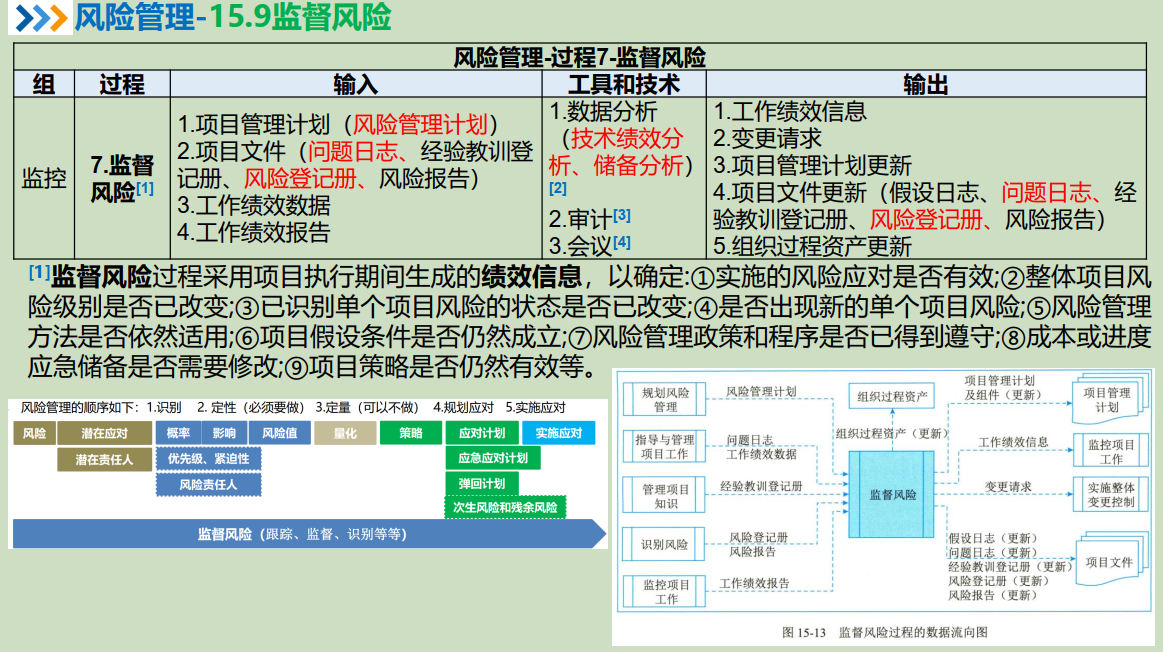 风险管理-15.9监督风险
风险管理-过程7-监督风险
组 过程 输入 工具和技术 输出
监控
7.监督
风险[1]
1.项目管理计划（风险管理计划）
2.项目文件（问题日志、经验教训登
记册、风险登记册、风险报告）
3.工作绩效数据
4.工作绩效报告
1.数据分析
（技术绩效分
析、储备分析）
[2]
2.审计[3]
3.会议[4]
1.工作绩效信息
2.变更请求
3.项目管理计划更新
4.项目文件更新（假设日志、问题日志、经
验教训登记册、风险登记册、风险报告）
5.组织过程资产更新
[1]监督风险过程采用项目执行期间生成的绩效信息，以确定:①实施的风险应对是否有效;②整体项目风
险级别是否已改变;③已识别单个项目风险的状态是否已改变;④是否出现新的单个项目风险;⑤风险管理
方法是否依然适用;⑥项目假设条件是否仍然成立;⑦风险管理政策和程序是否已得到遵守;⑧成本或进度
应急储备是否需要修改;⑨项目策略是否仍然有效等。
风险管理的顺序如下：1.识别 2. 定性（必须要做） 3.定量（可以不做） 4.规划应对 5.实施应对
风险 潜在应对 概率 影响 风险值 量化 策略 应对计划 实施应对
潜在责任人 优先级、紧迫性 应急应对计划
风险责任人 弹回计划
次生风险和残余风险
监督风险（跟踪、监督、识别等等）
规划风险
管理
风险管理计划
指导与管理
项目工作
问题日志
工作绩效数据
管理项目
知识
经验教训登记册
识别风险
风险登记册
风险报告
监控项目
工作
工作绩效报告
组织过程资产
组织过程资产（更新）
监督风险
项目管理计划
及组件（更新）
项目管理
计划
工作绩效信息
监控项目
工作
变更请求
实施整体
变更控制
假设日志（更新）
问题日志（更新）
经验教训登记册（更新）
风险登记册（更新）
风险报告（更新）
项目文件
图 15-13 监督风险过程的数据流向图